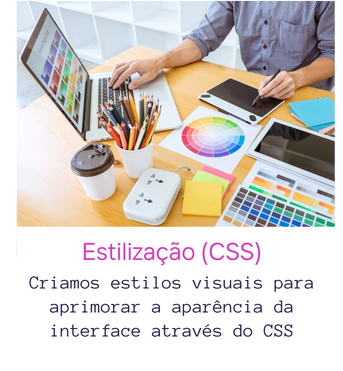 Estilização (CSS)
Criamos estilos visuais para
aprimorar a aparência da
interface através do CSS